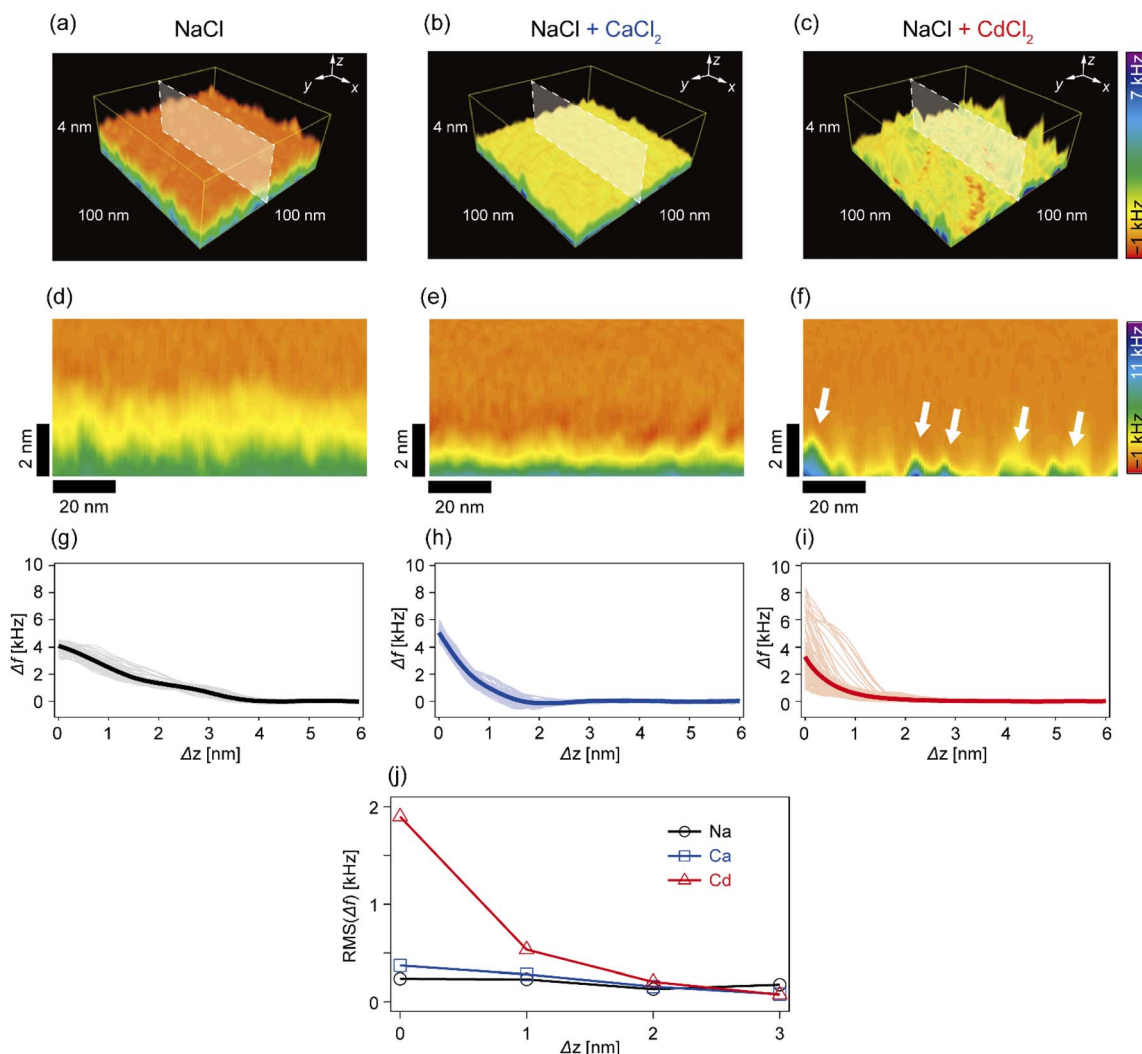 (a) NaCl
(b) NaCl + CaCl₂
(c) NaCl + CdCl₂
z
y
x
4 nm
100 nm
100 nm
z
y
x
4 nm
100 nm
100 nm
z
y
x
4 nm
100 nm
100 nm
−1 kHz 7 kHz
(d)
(e)
(f)
2 nm
20 nm
2 nm
20 nm
2 nm
20 nm
−1 kHz 11 kHz
(g)
Δf [kHz]
10
8
6
4
2
0
0 1 2 3 4 5 6
Δz [nm]
(h)
Δf [kHz]
10
8
6
4
2
0
0 1 2 3 4 5 6
Δz [nm]
(i)
Δf [kHz]
10
8
6
4
2
0
0 1 2 3 4 5 6
Δz [nm]
(j)
RMS(Δf) [kHz]
2
1
0
Na
Ca
Cd
0 1 2 3
Δz [nm]